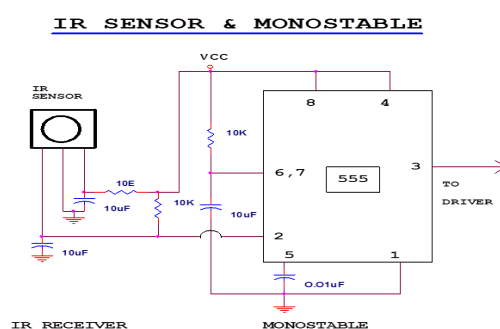 IR SENSOR & MONOSTABLE
VCC
IR
SENSOR
8
4
10K
10E
6,7
555
3
TO
DRIVER
10uF
10K
10uF
2
10uF
5
1
0.01uF
IR RECEIVER
MONOSTABLE